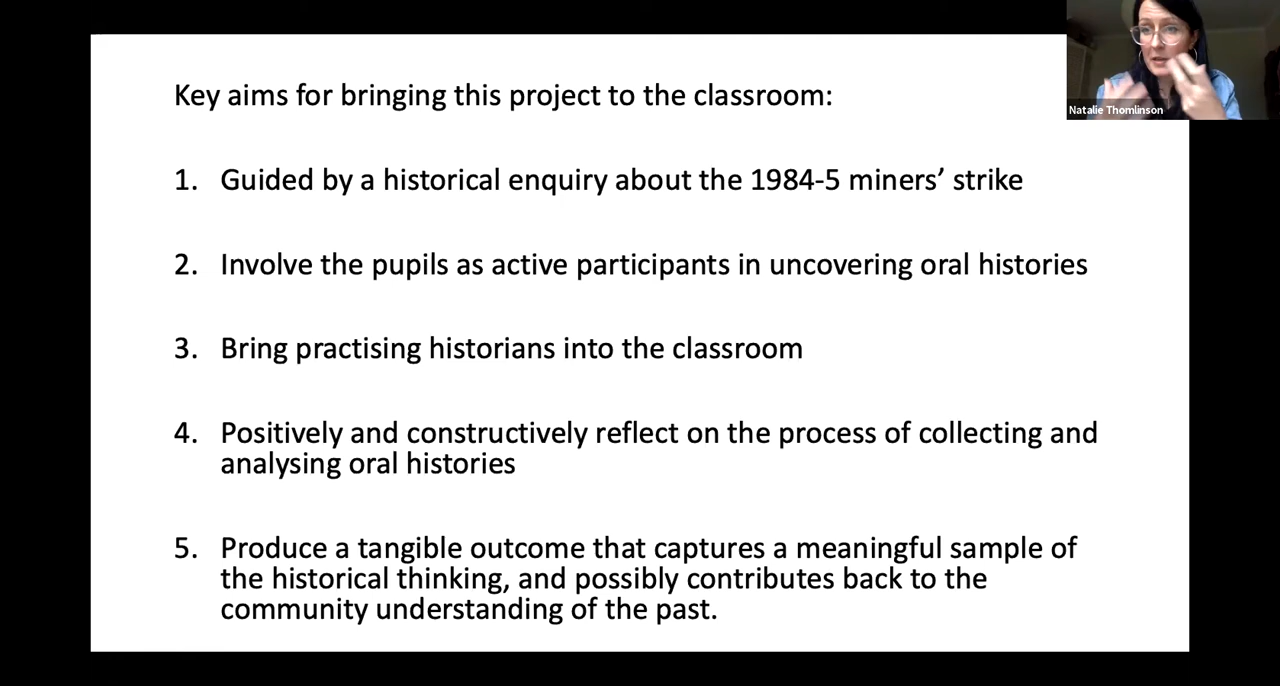 Key aims for bringing this project to the classroom:
Natalie Thomlinson
1. Guided by a historical enquiry about the 1984-5 miners’ strike
2. Involve the pupils as active participants in uncovering oral histories
3. Bring practising historians into the classroom
4. Positively and constructively reflect on the process of collecting and
analysing oral histories
5. Produce a tangible outcome that captures a meaningful sample of
the historical thinking, and possibly contributes back to the
community understanding of the past.